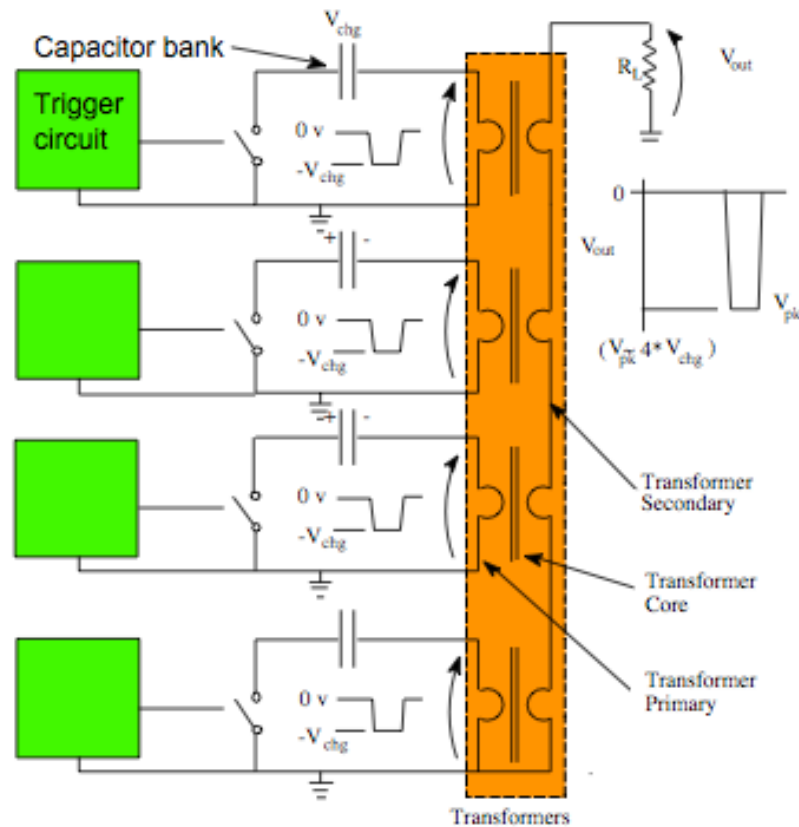 Vchg
Capacitor bank
Trigger
circuit
0 v
-Vchg
RL
Vout
0
Vout
Vpk
(Vpk 4*Vchg)
+ -
0 v
-Vchg
+ -
0 v
-Vchg
Transformer
Secondary
Transformer
Core
Transformer
Primary
0 v
-Vchg
Transformers